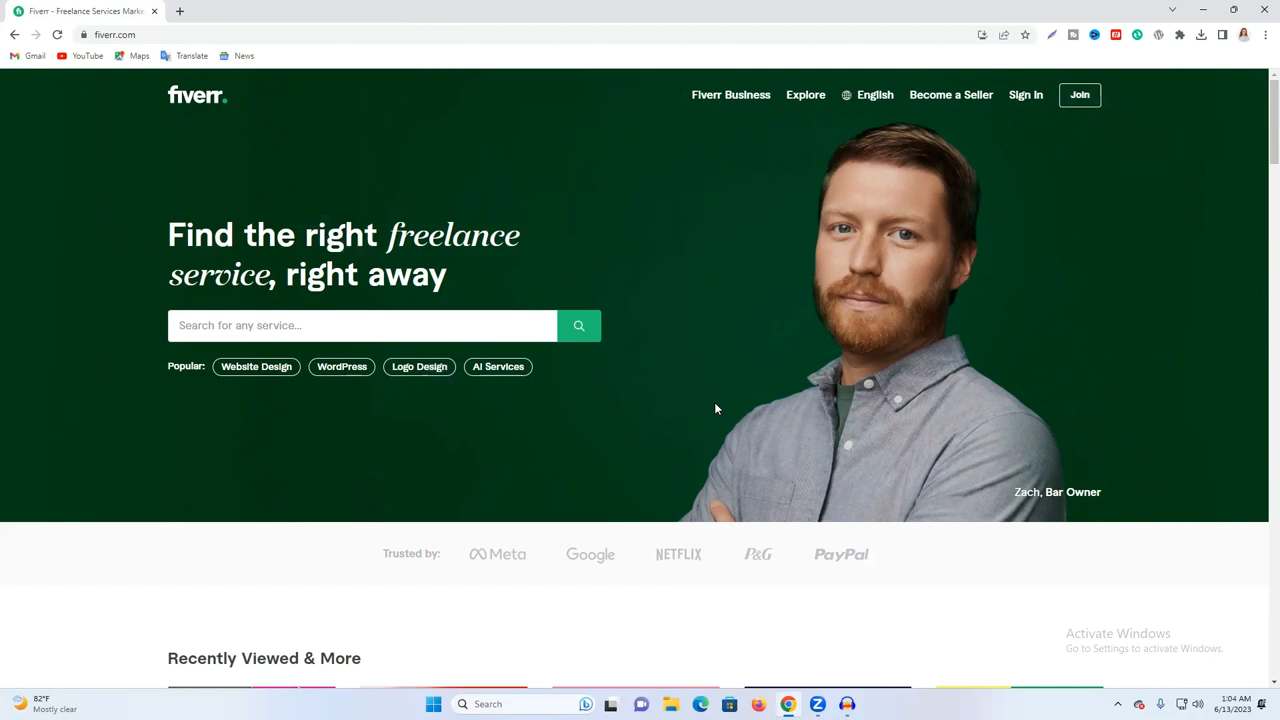 Fiverr - Freelance Services Marke
fiverr.com
Gmail YouTube Maps Translate News
fiverr.
Fiverr Business Explore English Become a Seller Sign in Join
Find the right freelance
service, right away
Search for any service...
Popular: Website Design WordPress Logo Design AI Services
Zach, Bar Owner
Trusted by: Meta Google NETFLIX P&G PayPal
Activate Windows
Go to Settings to activate Windows.
Recently Viewed & More
82°F
Mostly clear
Search
1:04 AM
6/13/2023